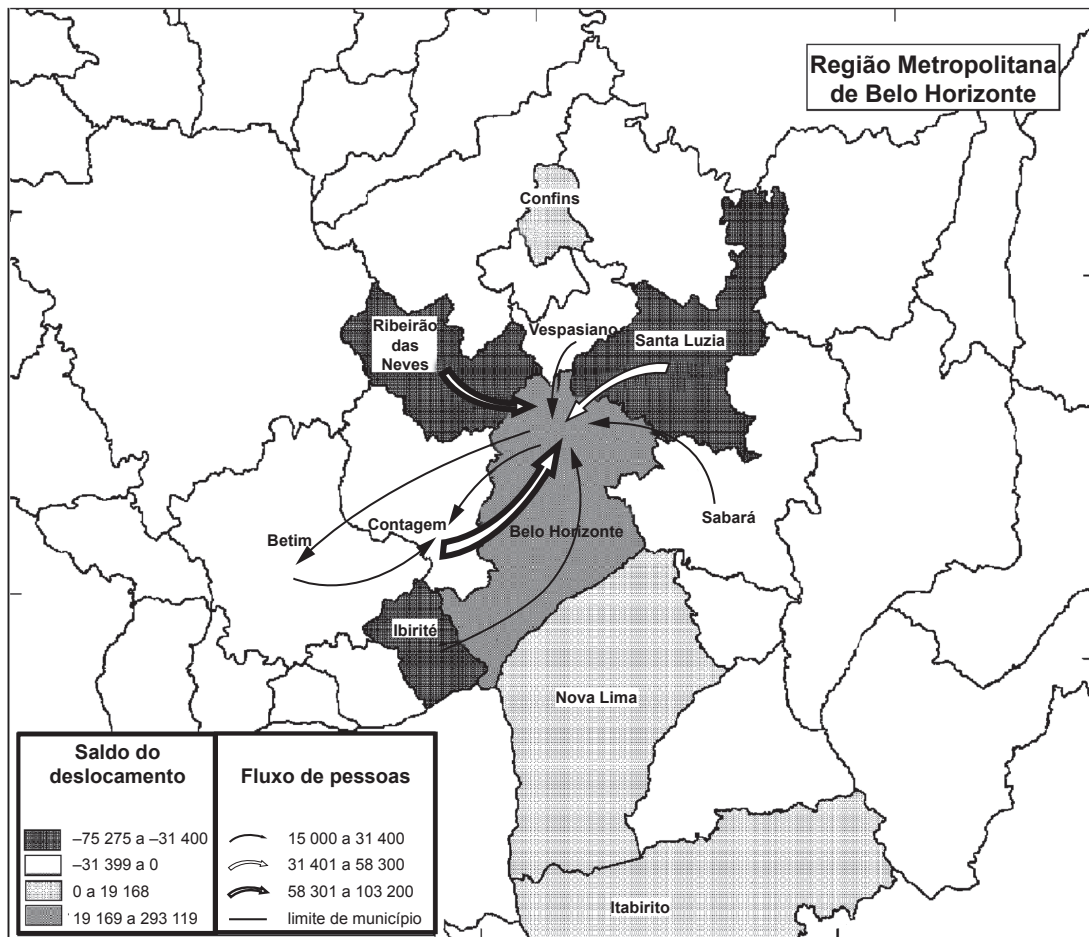 Região Metropolitana
de Belo Horizonte
Confins
Ribeirão
das
Neves
Vespasiano
Santa Luzia
Contagem
Betim
Belo Horizonte
Sabará
Ibirité
Nova Lima
Itabirito
Saldo do
deslocamento
–75 275 a –31 400
–31 399 a 0
0 a 19 168
19 169 a 293 119
Fluxo de pessoas
15 000 a 31 400
31 401 a 58 300
58 301 a 103 200
limite de município